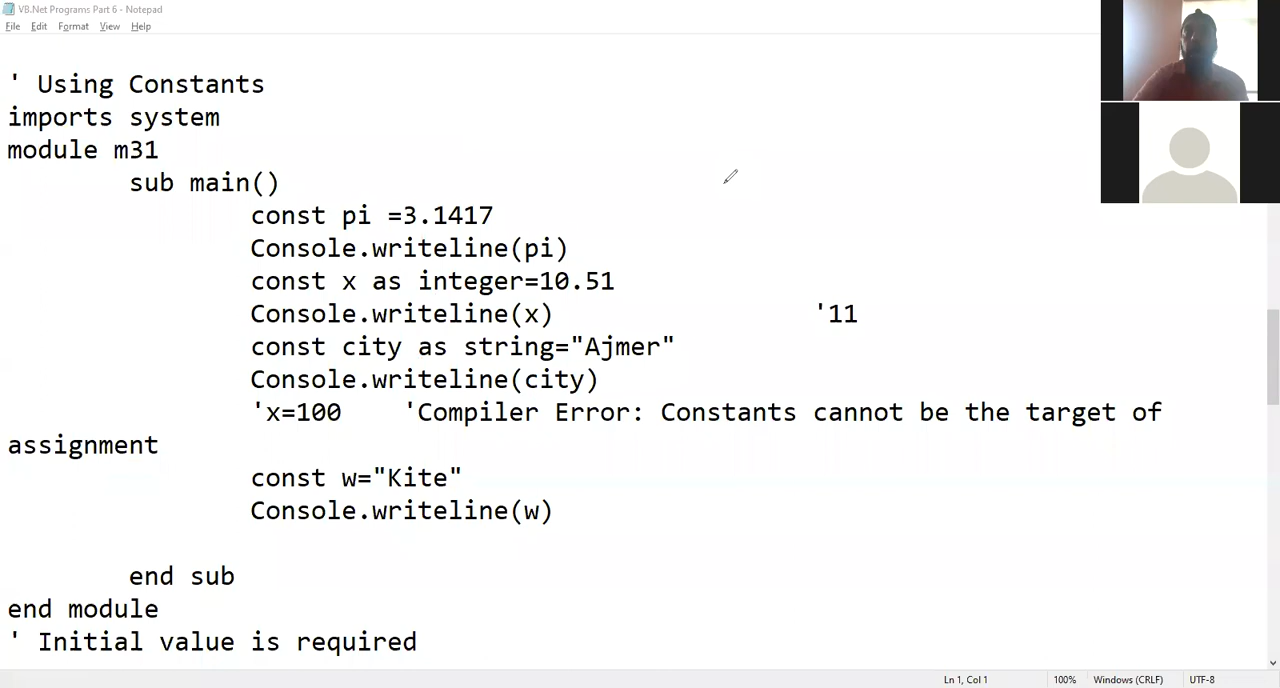 VB.Net Programs Part 6 - Notepad
File Edit Format View Help
' Using Constants
imports system
module m31
sub main()
const pi =3.1417
Console.writeline(pi)
const x as integer=10.51
Console.writeline(x) '11
const city as string="Ajmer"
Console.writeline(city)
'x=100 'Compiler Error: Constants cannot be the target of
assignment
const w="Kite"
Console.writeline(w)
end sub
end module
' Initial value is required
Ln 1, Col 1 100% Windows (CRLF) UTF-8